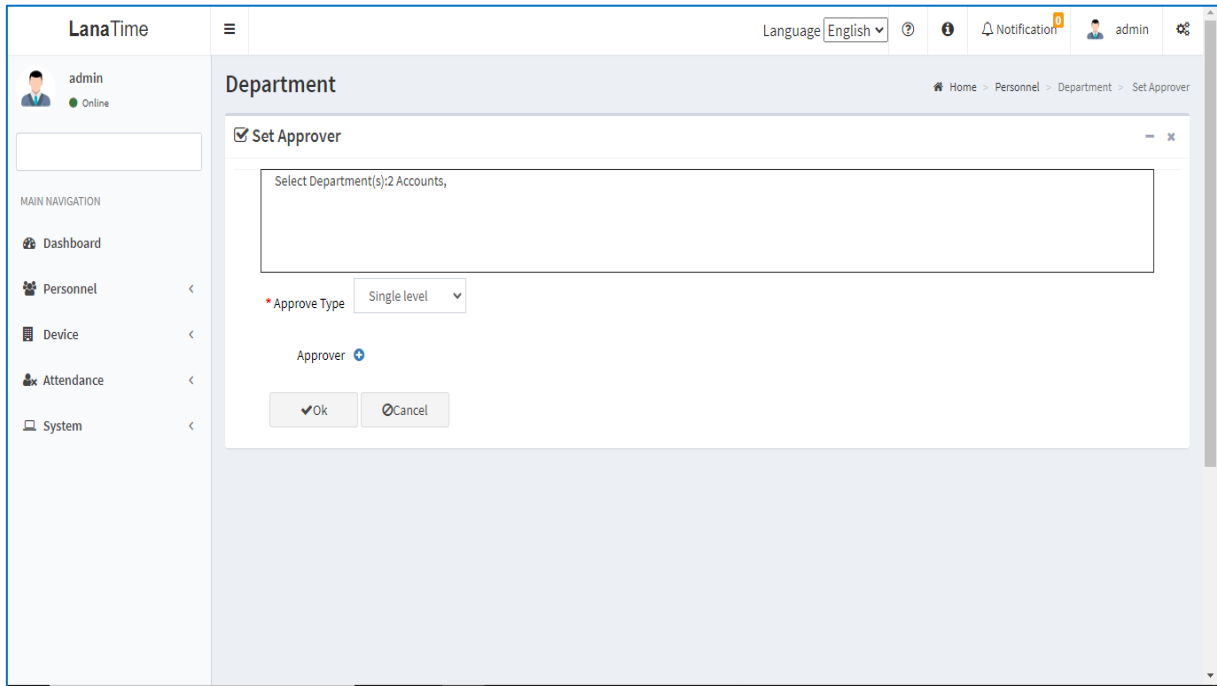 LanaTime
Language English
0
Notification
admin
admin
Online
Department
Home > Personnel > Department > Set Approver
Set Approver
MAIN NAVIGATION
Dashboard
Personnel
Device
Attendance
System
Select Department(s):2 Accounts,
* Approve Type Single level
Approver
Ok
Cancel